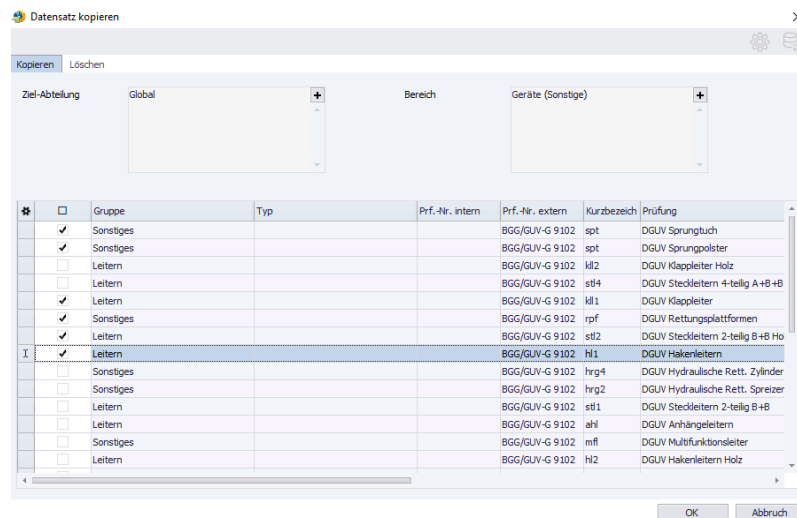 Datensatz kopieren
Kopieren Löschen
Ziel-Abteilung Global + Bereich Geräte (Sonstige) +
Gruppe Typ Prf.-Nr. intern Prf.-Nr. extern Kurzbezeich Prüfung
Sonstiges BGG/GUV-G 9102 spt DGUV Sprungtuch
Sonstiges BGG/GUV-G 9102 spt DGUV Sprungpolster
Leitern BGG/GUV-G 9102 kll2 DGUV Klappleiter Holz
Leitern BGG/GUV-G 9102 stl4 DGUV Steckleitern 4-teilig A+B+B
Leitern BGG/GUV-G 9102 kll1 DGUV Klappleiter
Sonstiges BGG/GUV-G 9102 rpf DGUV Rettungsplattformen
Leitern BGG/GUV-G 9102 stl2 DGUV Steckleitern 2-teilig B+B Ho
Leitern BGG/GUV-G 9102 hl1 DGUV Hakenleitern
Sonstiges BGG/GUV-G 9102 hrg4 DGUV Hydraulische Rett. Zylinder
Sonstiges BGG/GUV-G 9102 hrg2 DGUV Hydraulische Rett. Spreizer
Leitern BGG/GUV-G 9102 stl1 DGUV Steckleitern 2-teilig B+B
Leitern BGG/GUV-G 9102 ahl DGUV Anhängeleitern
Sonstiges BGG/GUV-G 9102 mfl DGUV Multifunktionsleiter
Leitern BGG/GUV-G 9102 hl2 DGUV Hakenleitern Holz
OK Abbruch